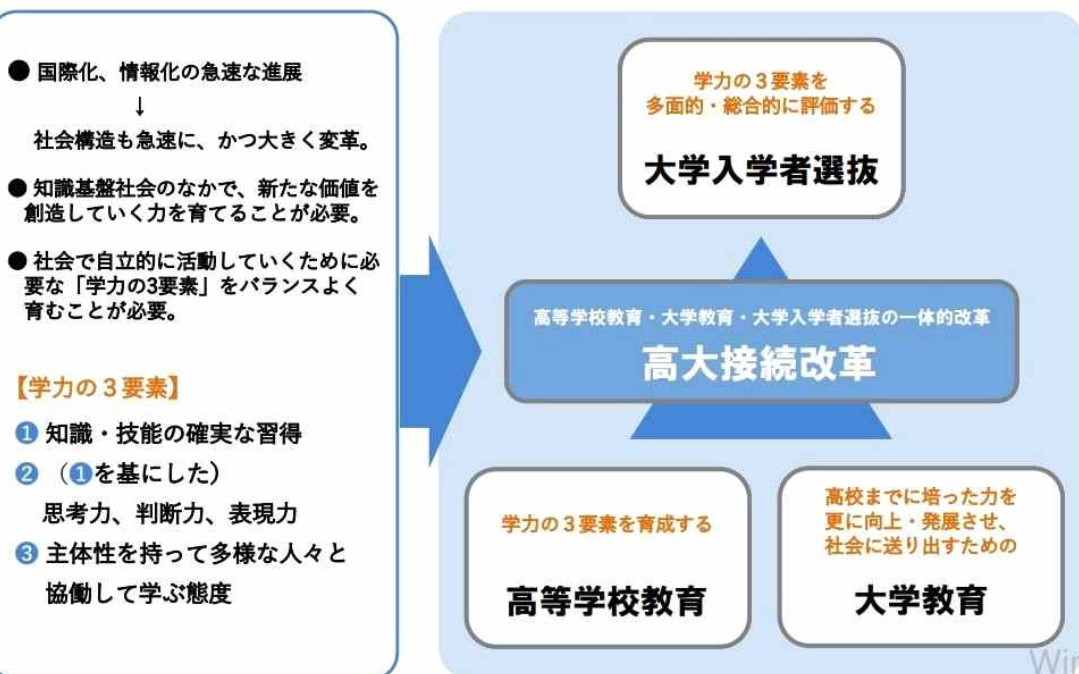 ● 国際化、情報化の急速な進展
↓
社会構造も急速に、かつ大きく変革。
● 知識基盤社会のなかで、新たな価値を
創造していく力を育てることが必要。
● 社会で自立的に活動していくために必
要な「学力の3要素」をバランスよく
育むことが必要。
【学力の3要素】
❶ 知識・技能の確実な習得
❷ (❶を基にした)
思考力、判断力、表現力
❸ 主体性を持って多様な人々と
協働して学ぶ態度
学力の3要素を
多面的・総合的に評価する
大学入学者選抜
高等学校教育・大学教育・大学入学者選抜の一体的改革
高大接続改革
学力の3要素を育成する
高等学校教育
高校までに培った力を
更に向上・発展させ、
社会に送り出すための
大学教育